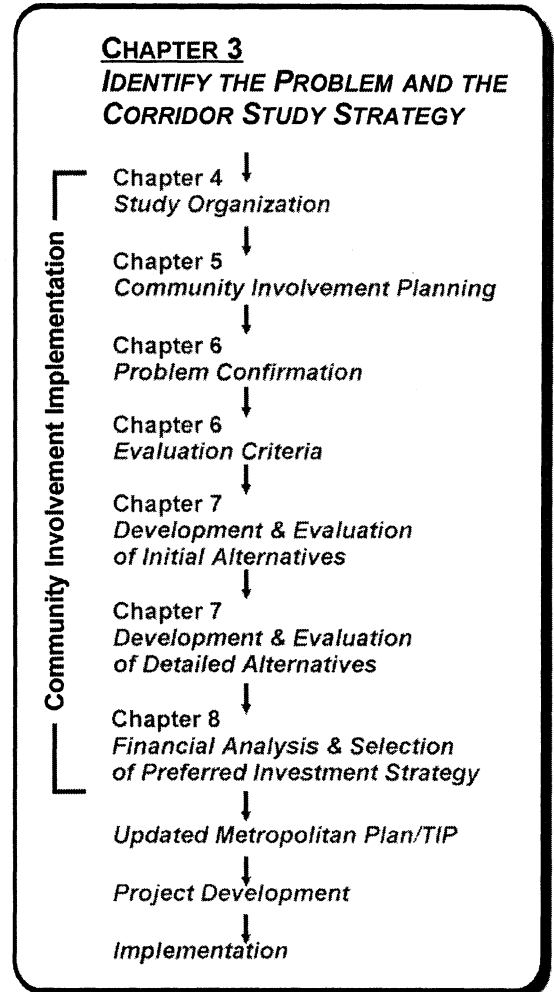 CHAPTER 3
IDENTIFY THE PROBLEM AND THE
CORRIDOR STUDY STRATEGY
Community Involvement Implementation
Chapter 4
Study Organization
Chapter 5
Community Involvement Planning
Chapter 6
Problem Confirmation
Chapter 6
Evaluation Criteria
Chapter 7
Development & Evaluation
of Initial Alternatives
Chapter 7
Development & Evaluation
of Detailed Alternatives
Chapter 8
Financial Analysis & Selection
of Preferred Investment Strategy
Updated Metropolitan Plan/TIP
Project Development
Implementation